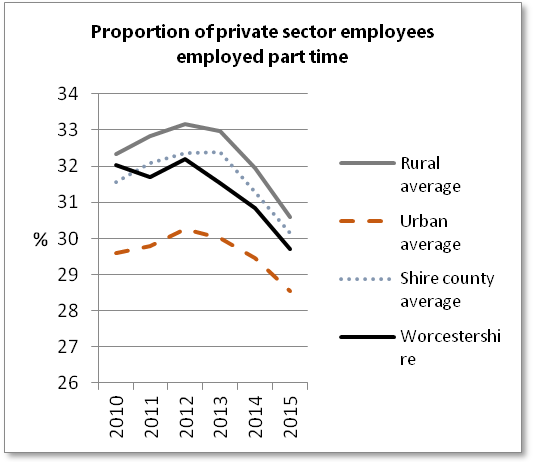 Proportion of private sector employees
employed part time
34
33
32
31
30
29
28
27
26
%
2010
2011
2012
2013
2014
2015
Rural
average
Urban
average
Shire county
average
Worcestershi
re